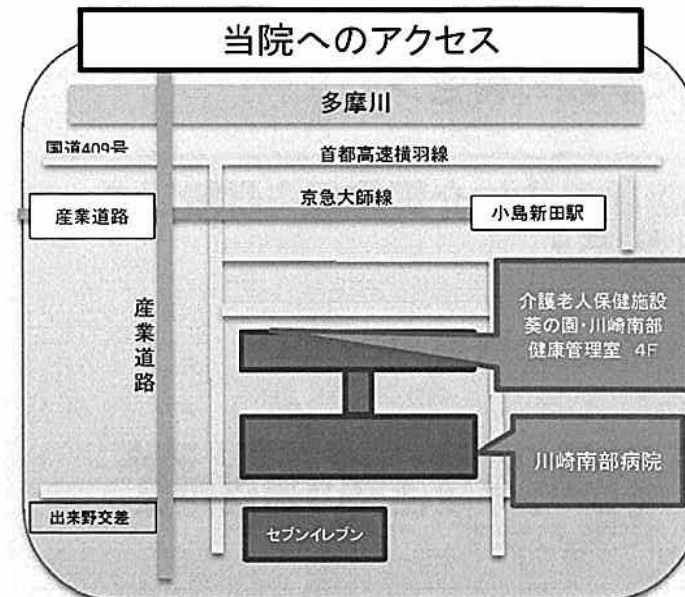 当院へのアクセス
多摩川
国道409号
首都高速横羽線
京急大師線
産業道路
小島新田駅
産業道路
介護老人保健施設
葵の園・川崎南部
健康管理室 4F
川崎南部病院
出来野交差
セブンイレブン